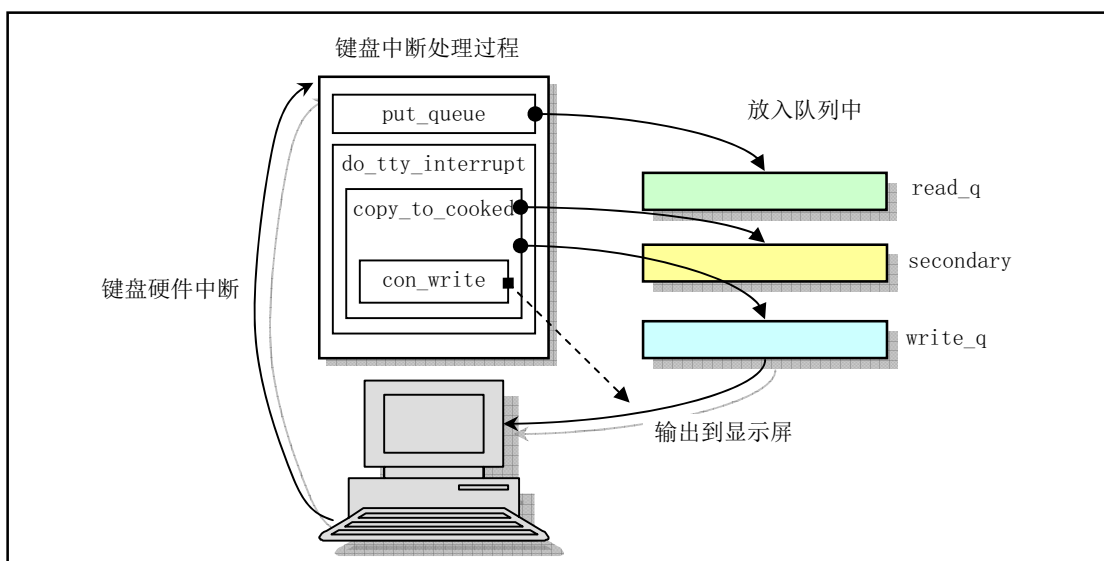 键盘中断处理过程
put_queue
放入队列中
do_tty_interrupt
read_q
copy_to_cooked
secondary
con_write
键盘硬件中断
write_q
输出到显示屏